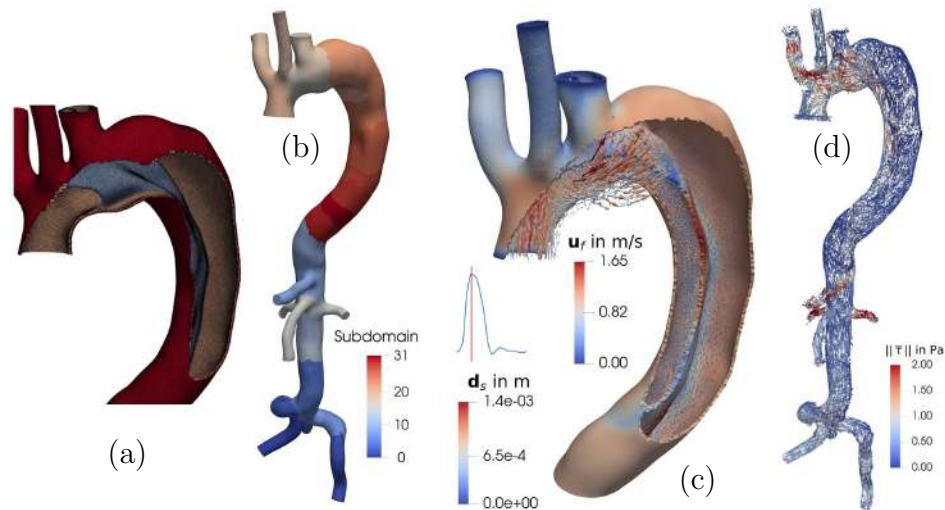 (b)
(d)
u_f in m/s
1.65
0.82
0.00
Subdomain
31
20
10
0
d_s in m
1.4e-03
6.5e-4
0.0e+00
|| τ || in Pa
2.00
1.50
1.00
0.50
0.00
(a)
(c)